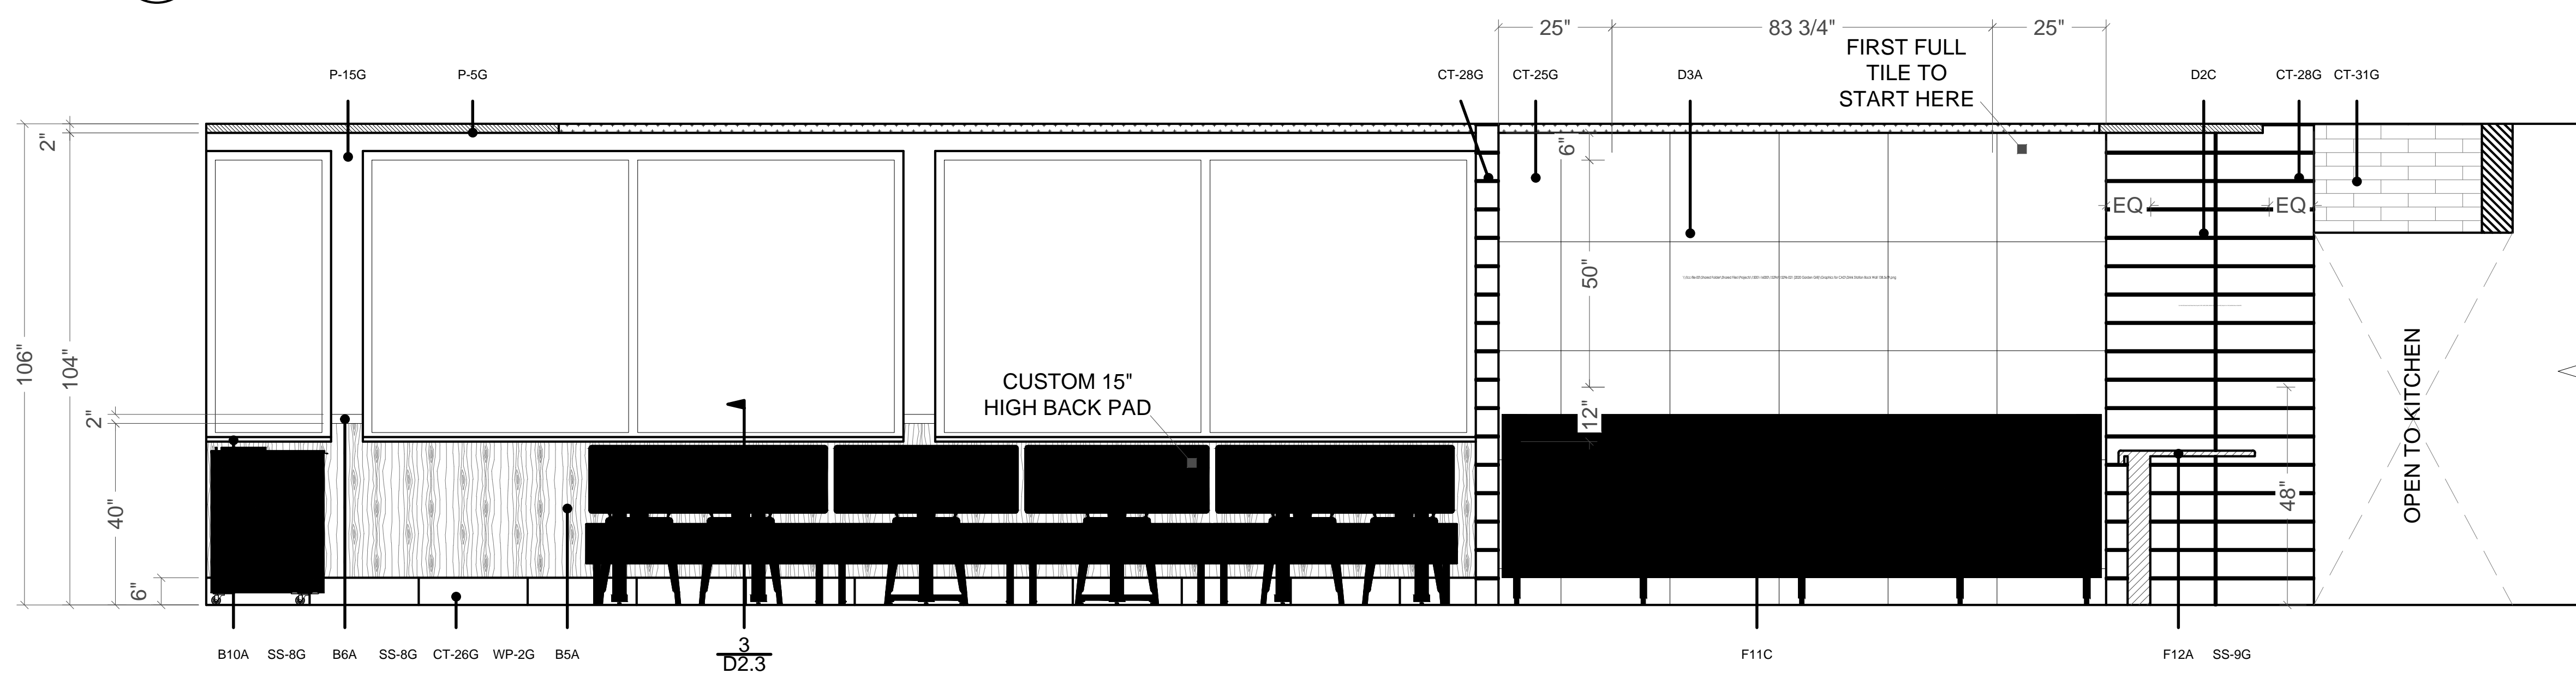 25"
83 3/4"
25"
FIRST FULL
TILE TO
START HERE
P-15G
P-5G
CT-28G
CT-25G
D3A
D2C
CT-28G
CT-31G
2"
6"
EQ
EQ
50"
106"
104"
OPEN TO KITCHEN
CUSTOM 15"
HIGH BACK PAD
2"
12"
40"
48"
6"
B10A
SS-8G
B6A
SS-8G
CT-26G
WP-2G
B5A
3
D2.3
F11C
F12A
SS-9G